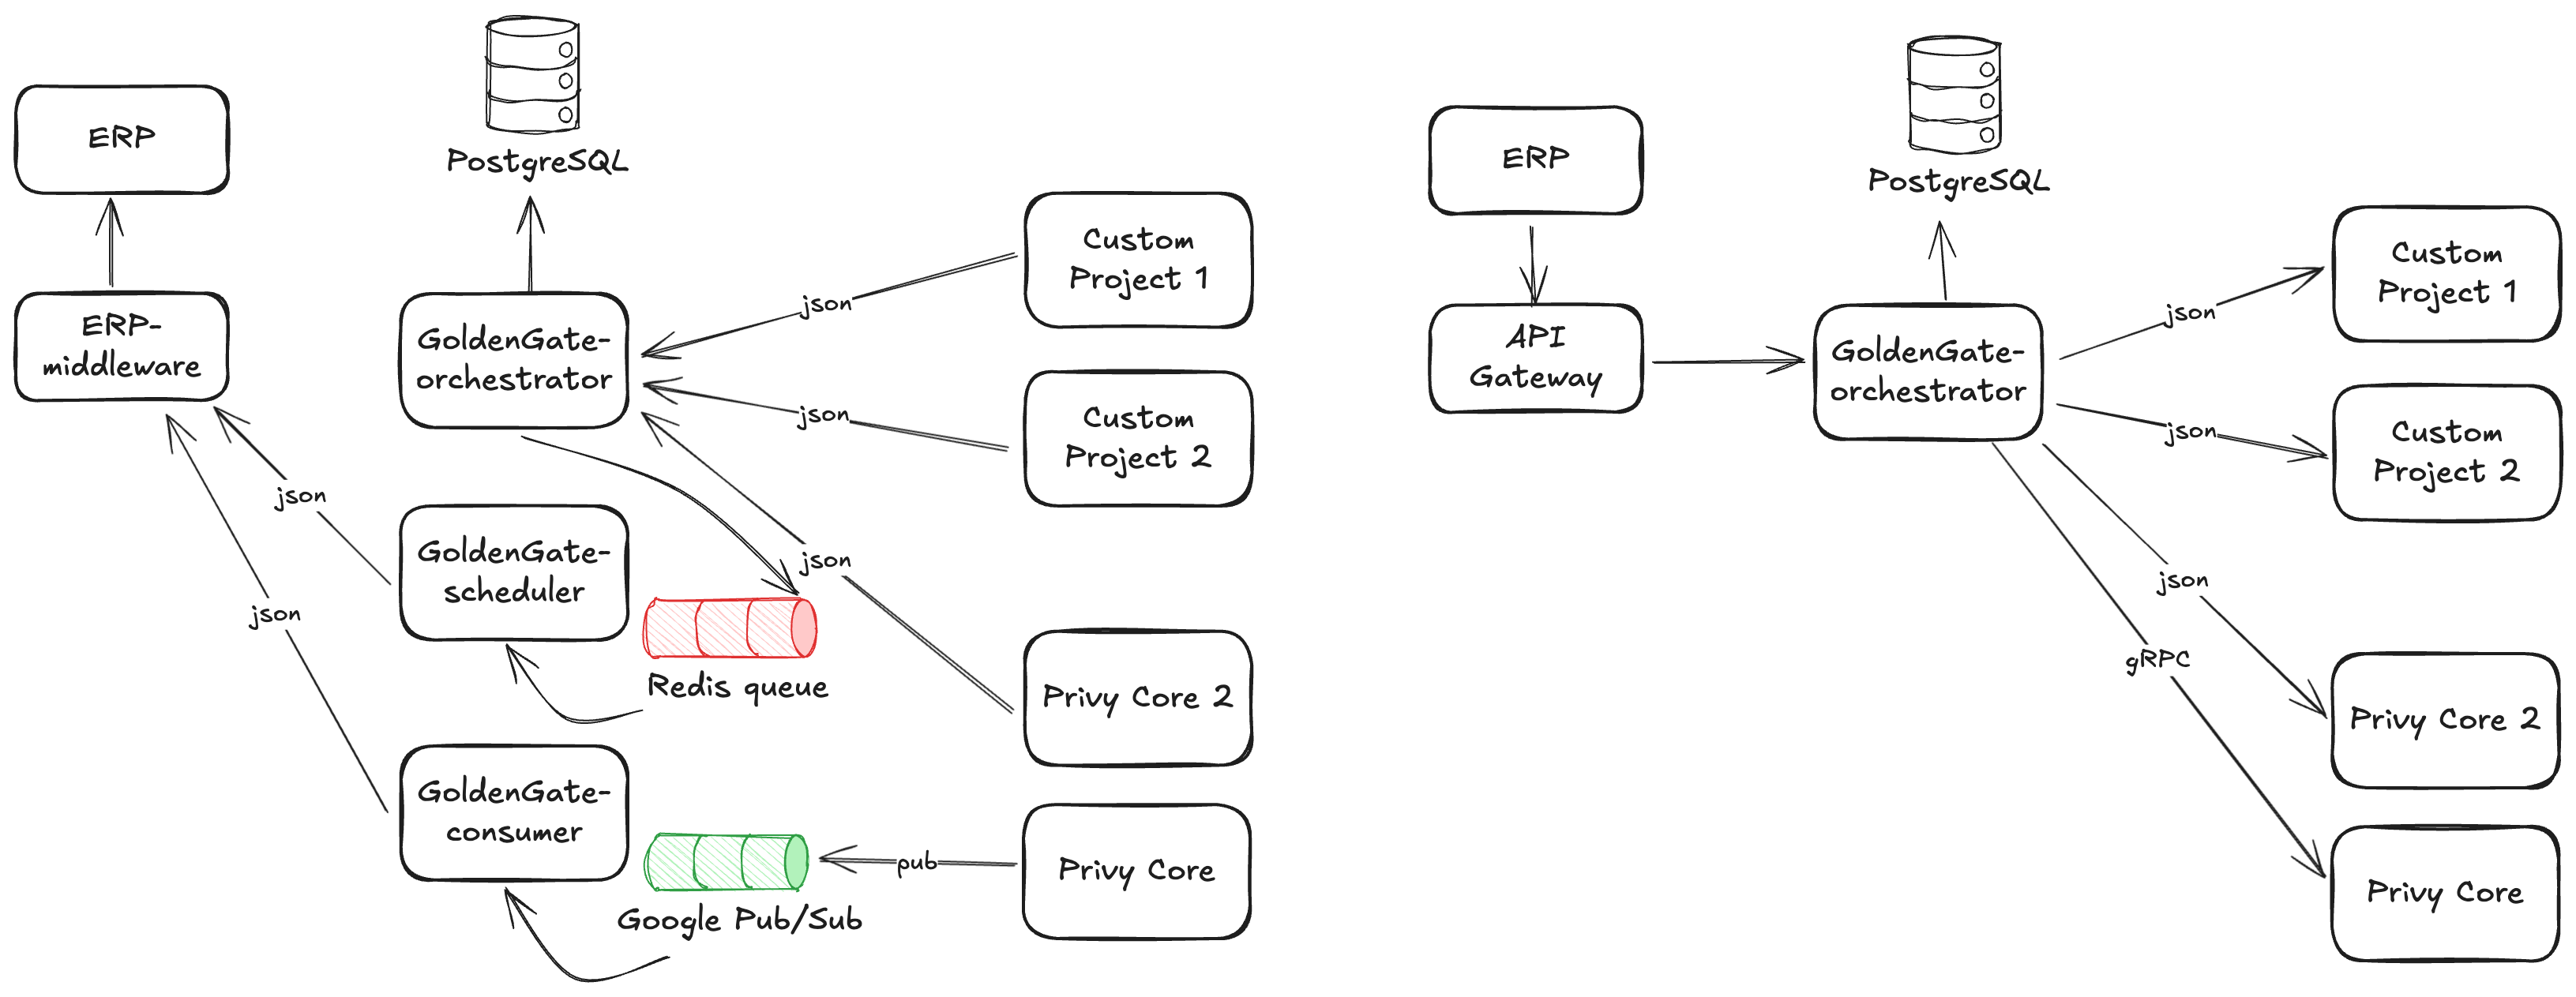 ERP
PostgreSQL
ERP-
middleware
GoldenGate-
orchestrator
Custom
Project 1
json
Custom
Project 2
json
json
GoldenGate-
scheduler
json
Redis queue
Privy Core 2
json
GoldenGate-
consumer
Google Pub/Sub
pub
Privy Core
ERP
PostgreSQL
API
Gateway
GoldenGate-
orchestrator
Custom
Project 1
json
Custom
Project 2
json
json
gRPC
Privy Core 2
Privy Core